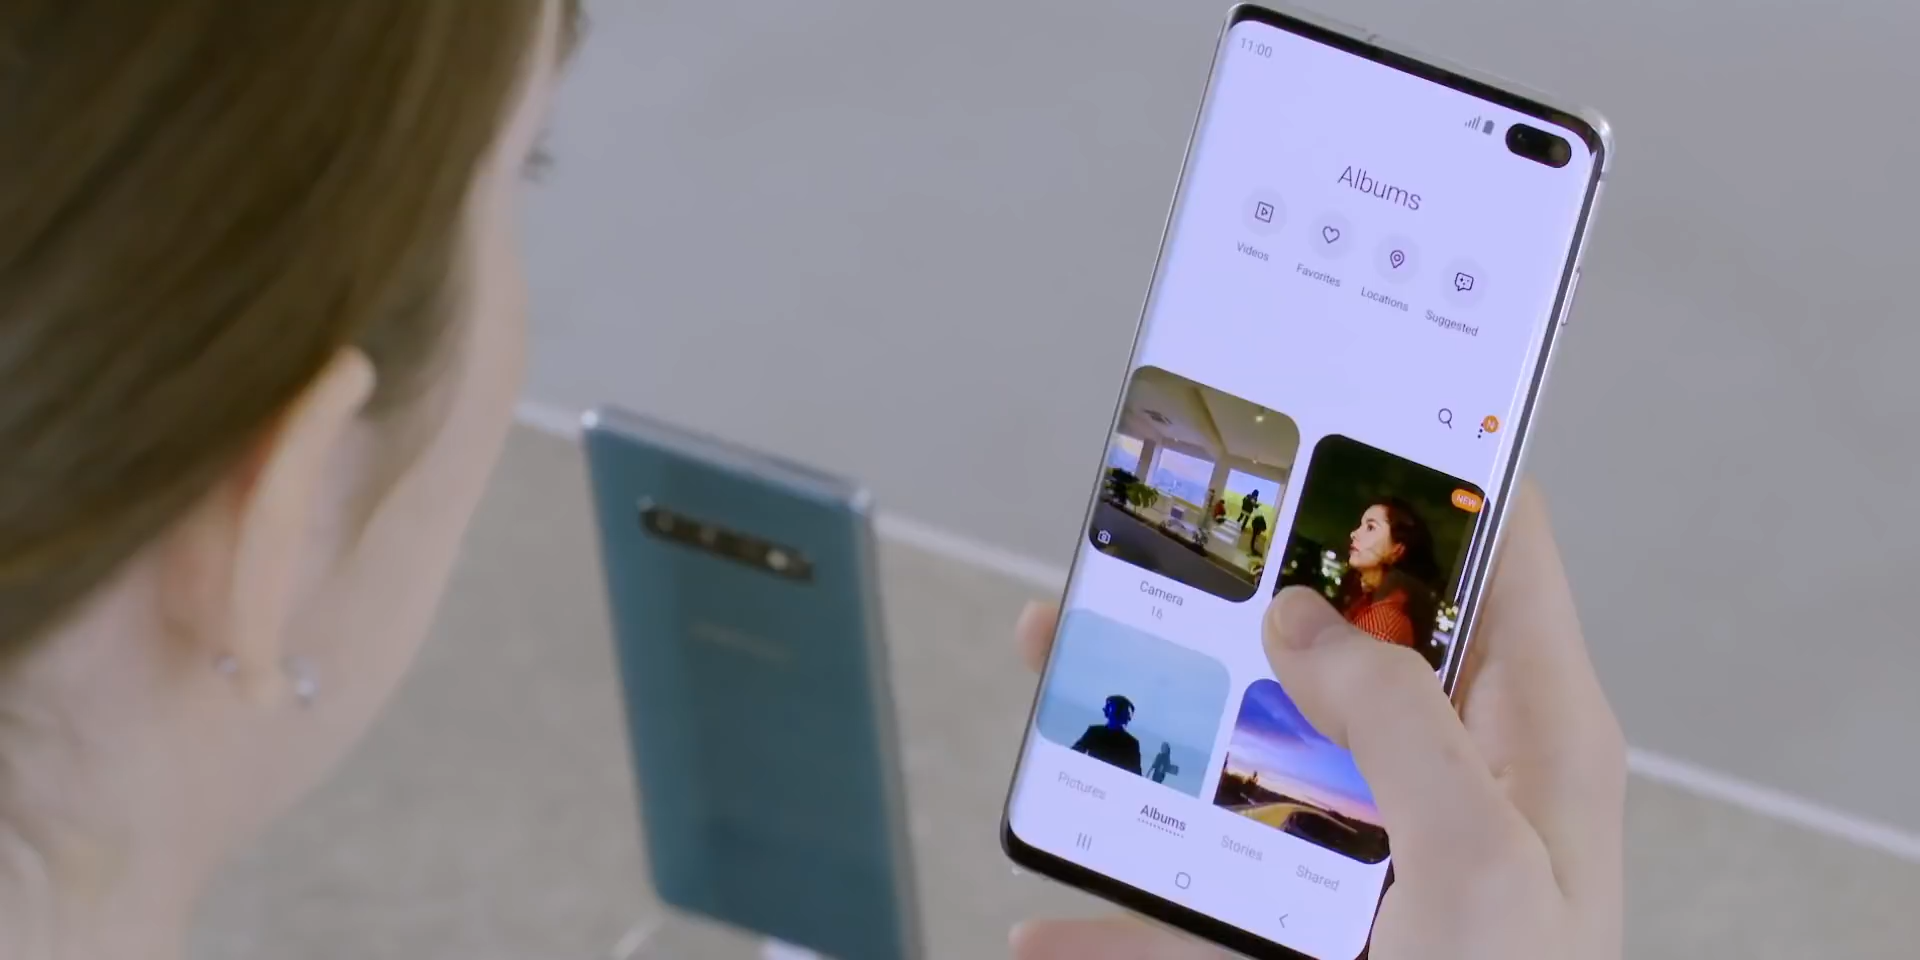 11:00
Albums
Videos
Favorites
Locations
Suggested
N
NEW
Camera
16
Pictures
Albums
Stories
Shared